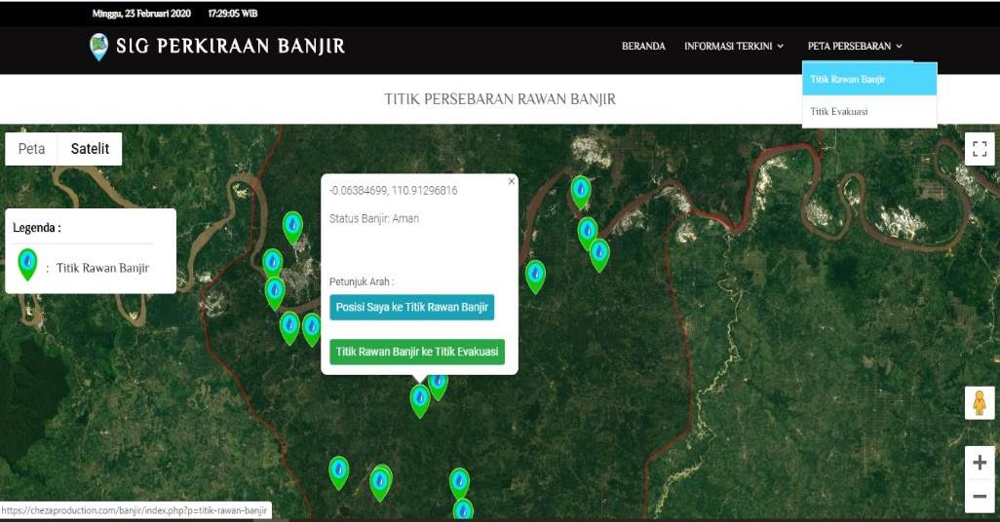 Minggu, 23 Februari 2020 17:29:05 WIB
SIG PERKIRAAN BANJIR
BERANDA INFORMASI TERKINI PETA PERSEBARAN
Titik Rawan Banjir
Titik Evakuasi
TITIK PERSEBARAN RAWAN BANJIR
Peta Satelit
Legenda :
: Titik Rawan Banjir
-0.06384699, 110.91296816
Status Banjir: Aman
Petunjuk Arah :
Posisi Saya ke Titik Rawan Banjir
Titik Rawan Banjir ke Titik Evakuasi
https://chezaproduction.com/banjir/index.php?p=titik-rawan-banjir